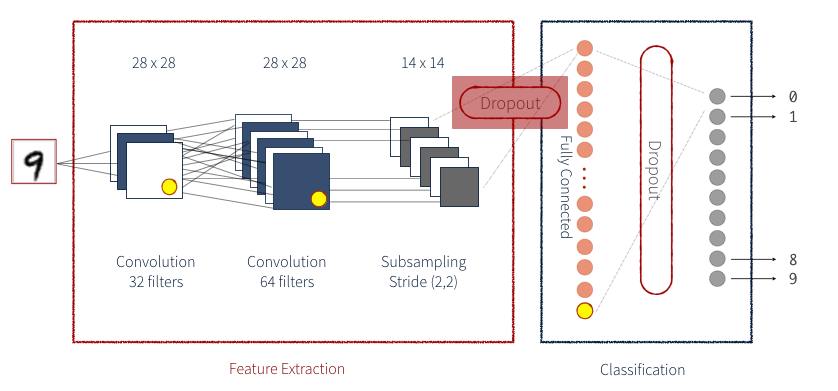 28 x 28
28 x 28
14 x 14
Dropout
9
Convolution
32 filters
Convolution
64 filters
Subsampling
Stride (2,2)
Fully Connected
Dropout
0
1
8
9
Feature Extraction
Classification